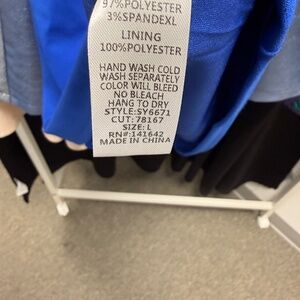 97%POLYESTER
3%SPANDEXL
LINING
100%POLYESTER
HAND WASH COLD
WASH SEPARATELY
COLOR WILL BLEED
NO BLEACH
HANG TO DRY
STYLE:SY6671
CUT: 78167
SIZE: L
RN#:141642
MADE IN CHINA